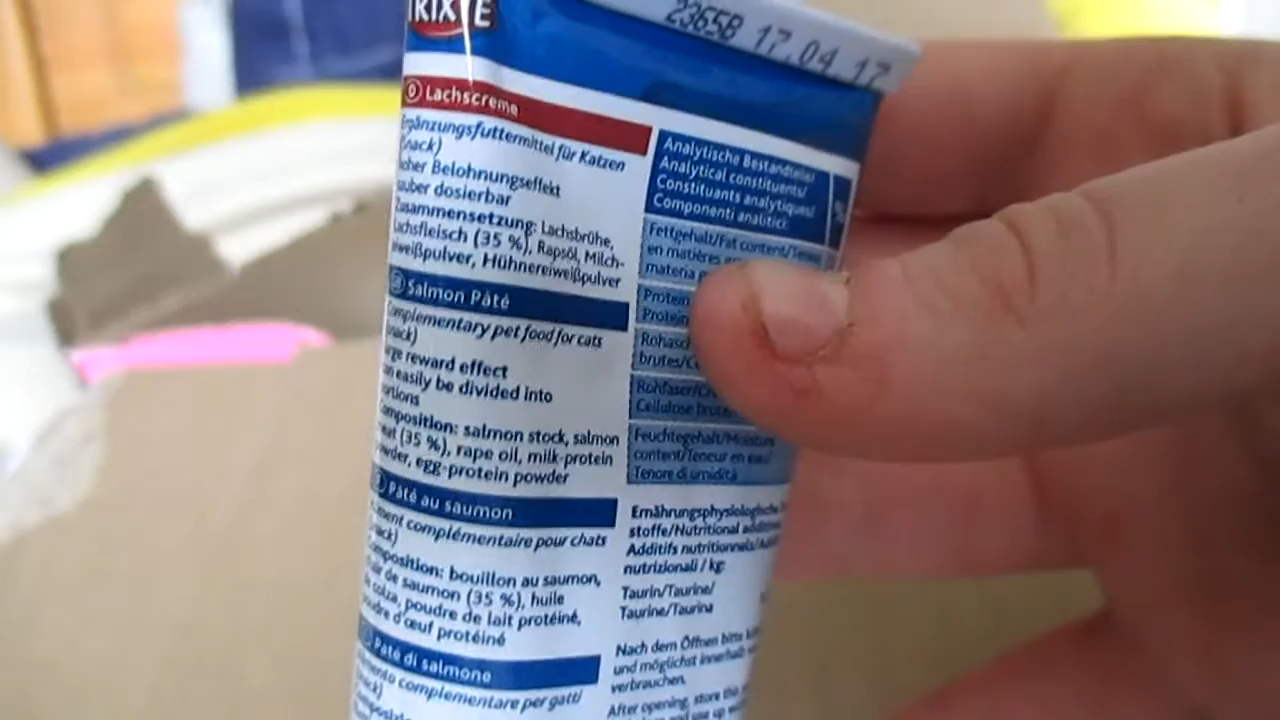 TRIXIE
23658 17.04.17
D Lachscreme
Ergänzungsfuttermittel für Katzen
(Snack)
hoher Belohnungseffekt
sauber dosierbar
Zusammensetzung: Lachsbrühe,
Lachsfleisch (35 %), Rapsöl, Milch-
eiweißpulver, Hühnereiweißpulver
Salmon Pâté
Complementary pet food for cats
(snack)
large reward effect
can easily be divided into
portions
Composition: salmon stock, salmon
meat (35 %), rape oil, milk-protein
powder, egg-protein powder
Pâté au saumon
Aliment complémentaire pour chats
(snack)
Composition: bouillon au saumon,
chair de saumon (35 %), huile
de colza, poudre de lait protéiné,
poudre d'œuf protéiné
Paté di salmone
Alimento complementare per gatti
(snack)
Analytische Bestandteile/
Analytical constituents/
Constituants analytiques/
Componenti analitici
%
Fettgehalt/Fat content/Teneur
en matières
materia
Protein
Protein
brutes/
Cellulose brute
Feuchtegehalt/Moisture
content/Teneur en eau/
Tenore di umidità
Ernährungsphysiologische
stoffe/Nutritional
Additifs nutritionnels/
nutrizionali / kg:
Taurin/Taurine/
Taurine/Taurina
Nach dem Öffnen bitte
und möglichst innerhalb
verbrauchen.
After opening, store this
and use up